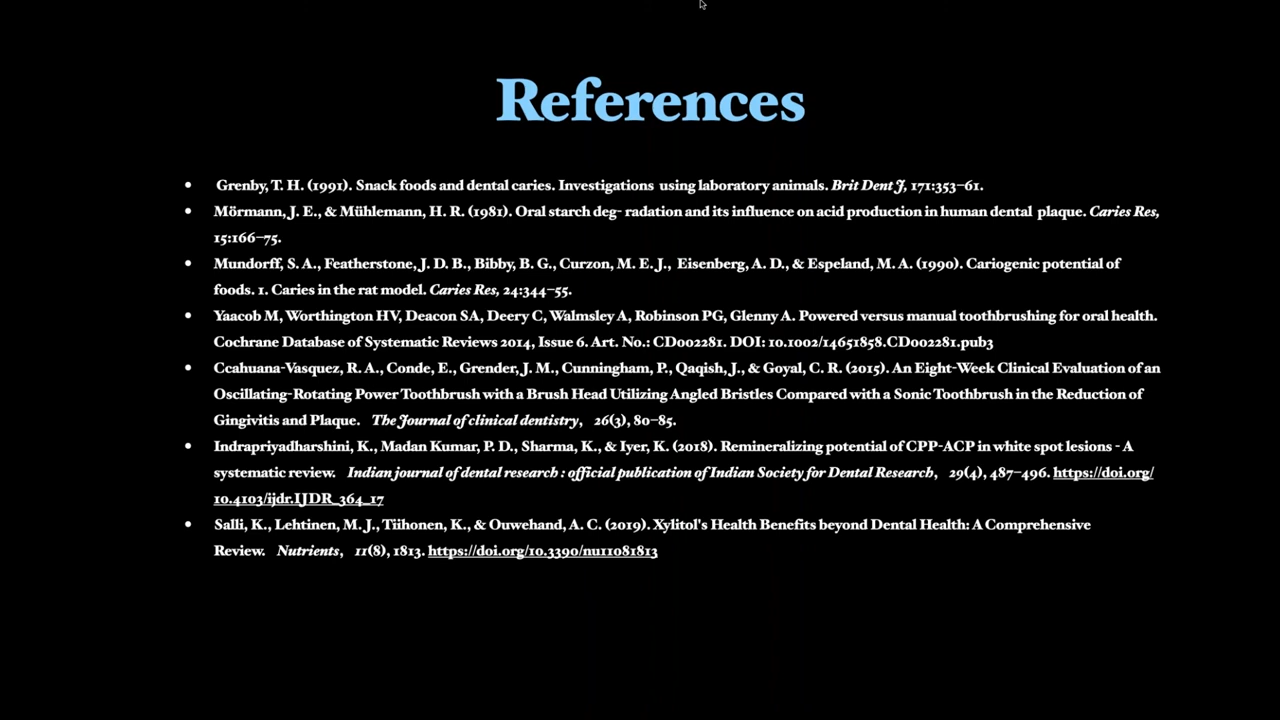 References
• Grenby, T. H. (1991). Snack foods and dental caries. Investigations using laboratory animals. Brit Dent J, 171:353–61.
• Mörmann, J. E., & Mühlemann, H. R. (1981). Oral starch deg- radation and its influence on acid production in human dental plaque. Caries Res,
15:166–75.
• Mundorff, S. A., Featherstone, J. D. B., Bibby, B. G., Curzon, M. E. J., Eisenberg, A. D., & Espeland, M. A. (1990). Cariogenic potential of
foods. 1. Caries in the rat model. Caries Res, 24:344–55.
• Yaacob M, Worthington HV, Deacon SA, Deery C, Walmsley A, Robinson PG, Glenny A. Powered versus manual toothbrushing for oral health.
Cochrane Database of Systematic Reviews 2014, Issue 6. Art. No.: CD002281. DOI: 10.1002/14651858.CD002281.pub3
• Ccahuana-Vasquez, R. A., Conde, E., Grender, J. M., Cunningham, P., Qaqish, J., & Goyal, C. R. (2015). An Eight-Week Clinical Evaluation of an
Oscillating-Rotating Power Toothbrush with a Brush Head Utilizing Angled Bristles Compared with a Sonic Toothbrush in the Reduction of
Gingivitis and Plaque. The Journal of clinical dentistry, 26(3), 80–85.
• Indrapriyadharshini, K., Madan Kumar, P. D., Sharma, K., & Iyer, K. (2018). Remineralizing potential of CPP-ACP in white spot lesions - A
systematic review. Indian journal of dental research : official publication of Indian Society for Dental Research, 29(4), 487–496. https://doi.org/
10.4103/ijdr.IJDR_364_17
• Salli, K., Lehtinen, M. J., Tiihonen, K., & Ouwehand, A. C. (2019). Xylitol's Health Benefits beyond Dental Health: A Comprehensive
Review. Nutrients, 11(8), 1813. https://doi.org/10.3390/nu11081813